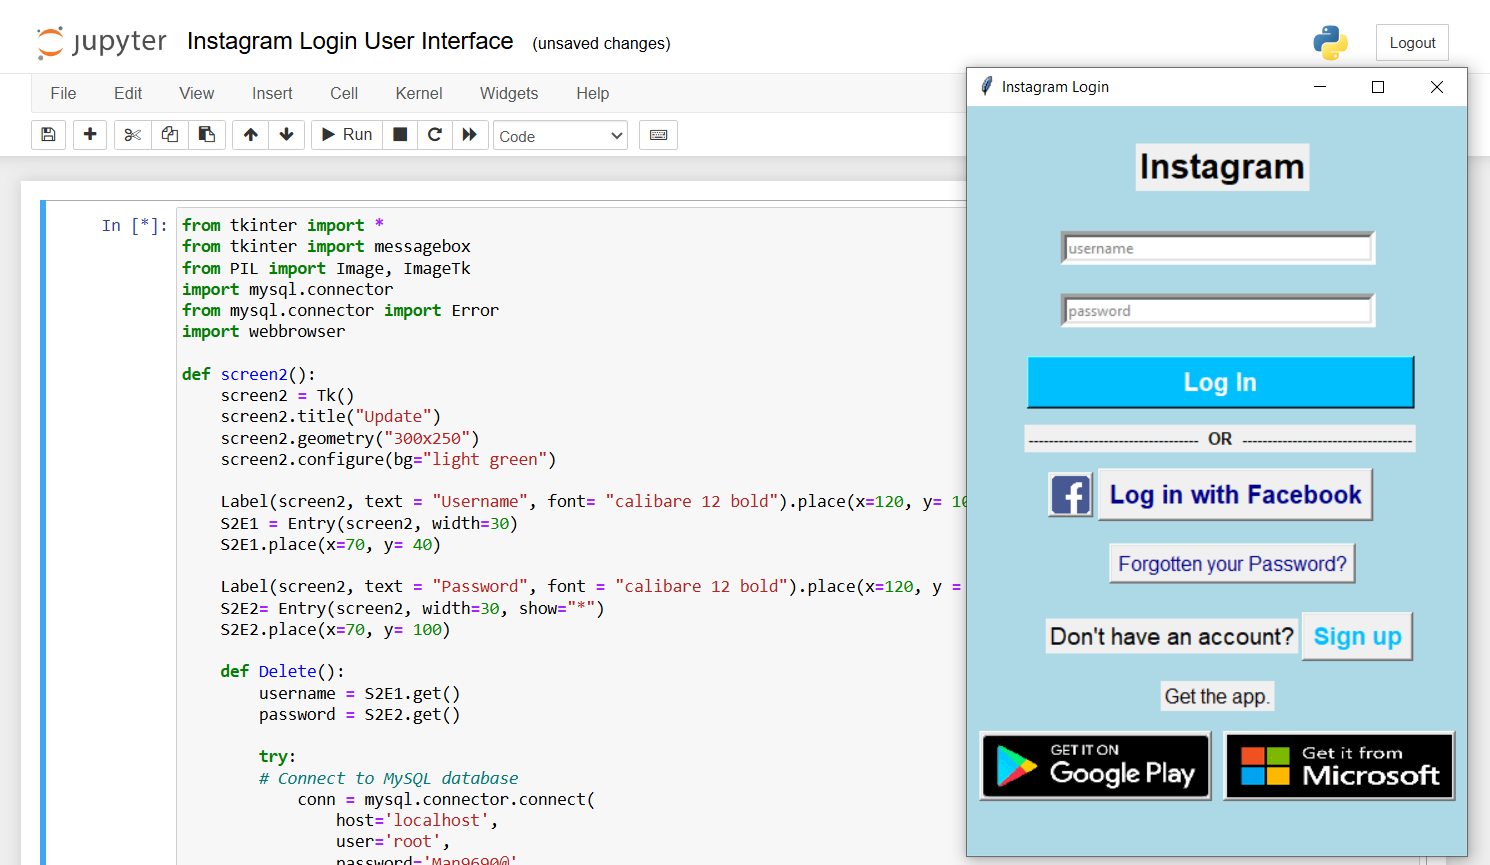 jupyter Instagram Login User Interface (unsaved changes)
Logout
File Edit View Insert Cell Kernel Widgets Help
Run
Code
In [*]:
from tkinter import *
from tkinter import messagebox
from PIL import Image, ImageTk
import mysql.connector
from mysql.connector import Error
import webbrowser
def screen2():
screen2 = Tk()
screen2.title("Update")
screen2.geometry("300x250")
screen2.configure(bg="light green")
Label(screen2, text = "Username", font= "calibare 12 bold").place(x=120, y= 10
S2E1 = Entry(screen2, width=30)
S2E1.place(x=70, y= 40)
Label(screen2, text = "Password", font = "calibare 12 bold").place(x=120, y =
S2E2= Entry(screen2, width=30, show="*")
S2E2.place(x=70, y= 100)
def Delete():
username = S2E1.get()
password = S2E2.get()
try:
# Connect to MySQL database
conn = mysql.connector.connect(
host='localhost',
user='root',
password='Man9690@'
Instagram Login
Instagram
username
password
Log In
---------------------------------- OR ----------------------------------
Log in with Facebook
Forgotten your Password?
Don't have an account? Sign up
Get the app.
GET IT ON
Google Play
Get it from
Microsoft